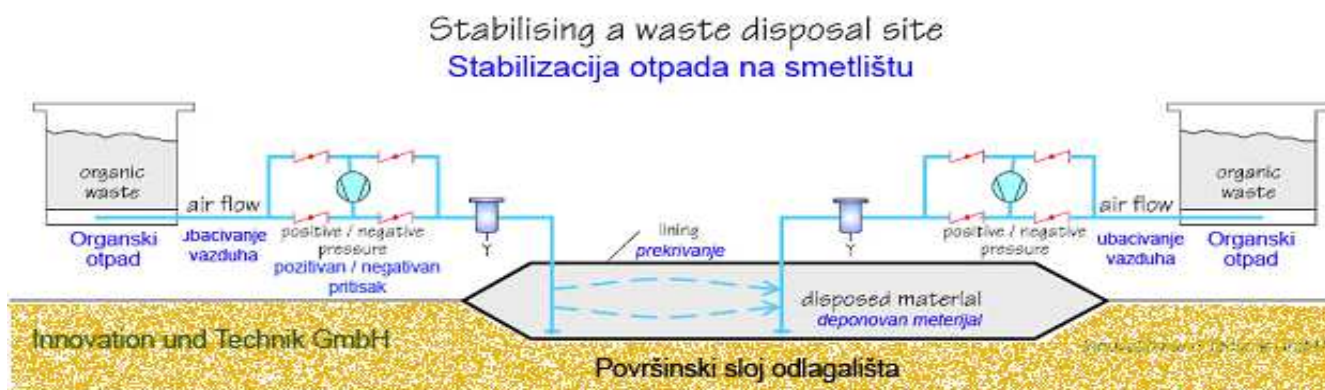 Stabilising a waste disposal site
Stabilizacija otpada na smetlištu
organic
waste
air flow
Organski
otpad
ubacivanje
vazduha
positive / negative
pressure
pozitivan / negativan
pritisak
lining
prekrivanje
disposed material
deponovan meterijal
positive / negative
pressure
air flow
ubacivanje
vazduha
organic
waste
Organski
otpad
Innovation und Technik GmbH
Površinski sloj odlagališta